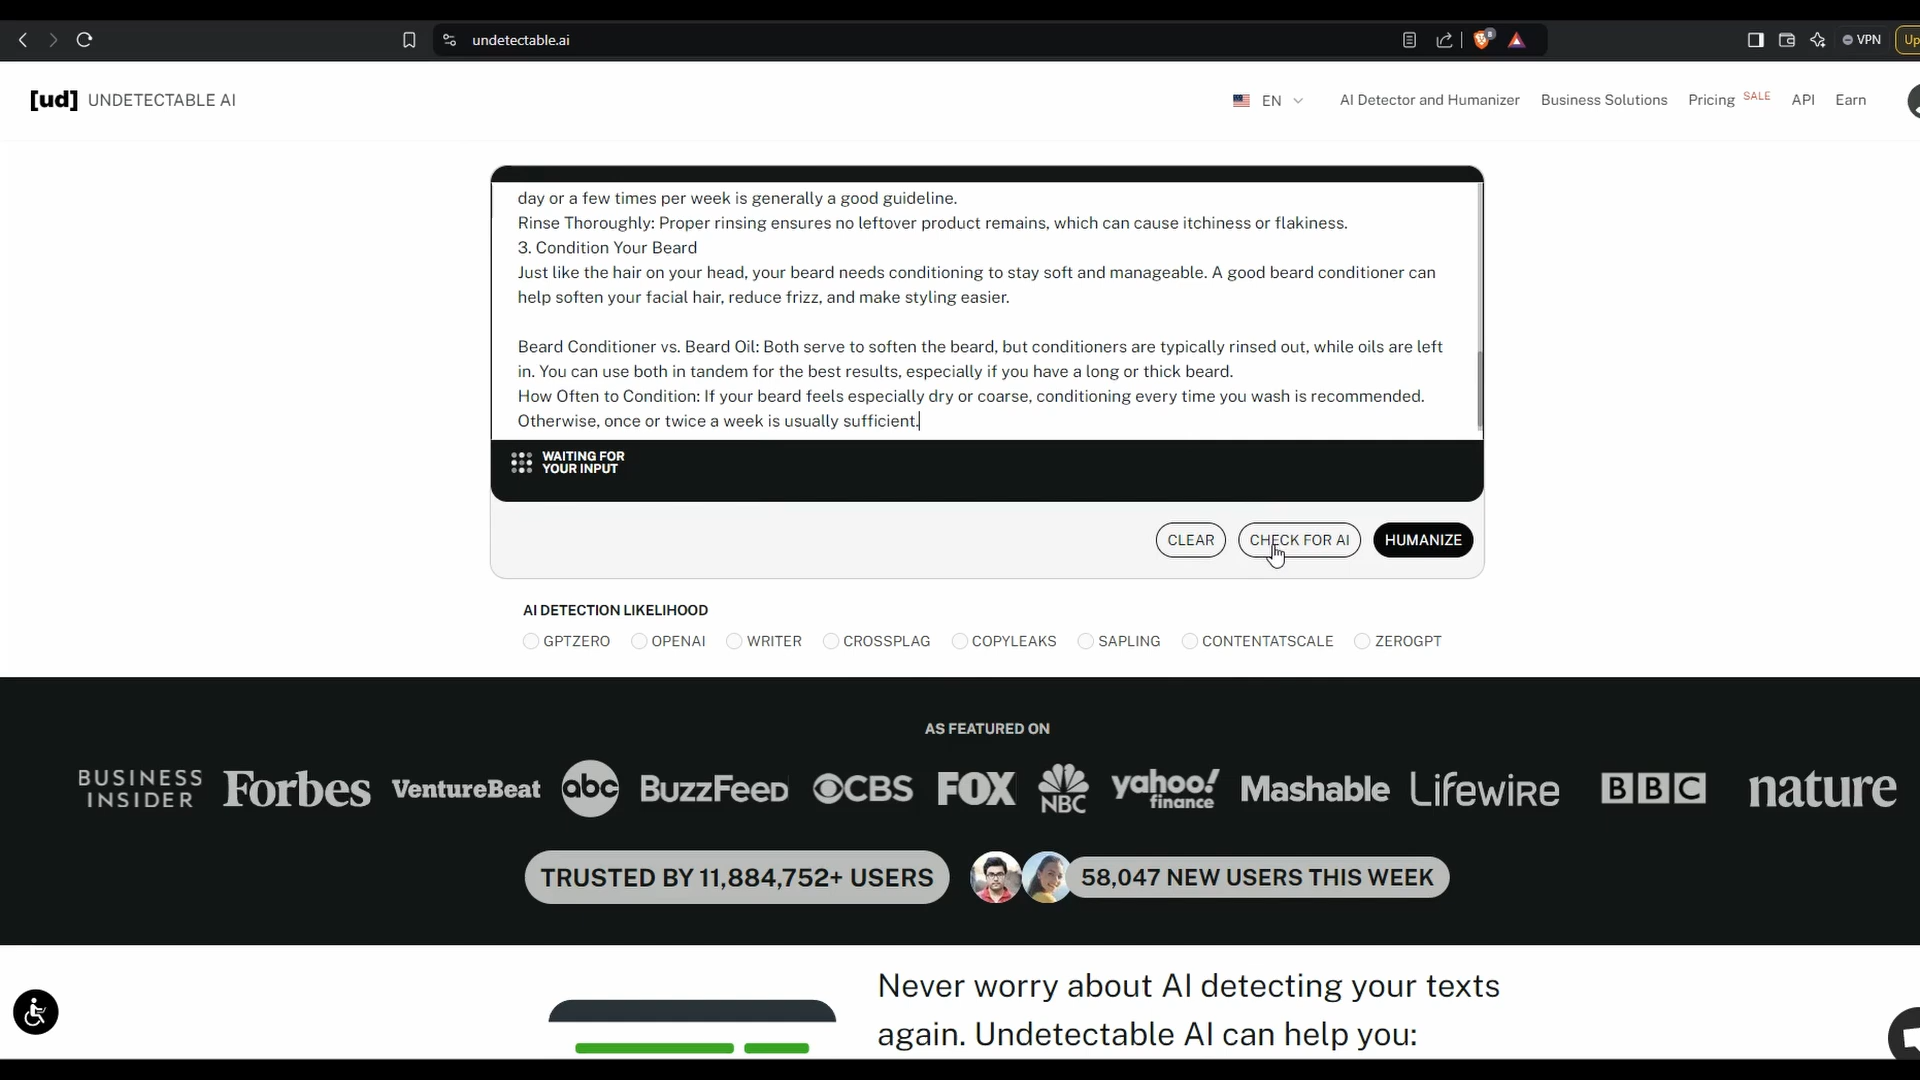 undetectable.ai
8
VPN
Up
[ud] UNDETECTABLE AI
EN
AI Detector and Humanizer
Business Solutions
Pricing SALE
API
Earn
day or a few times per week is generally a good guideline.
Rinse Thoroughly: Proper rinsing ensures no leftover product remains, which can cause itchiness or flakiness.
3. Condition Your Beard
Just like the hair on your head, your beard needs conditioning to stay soft and manageable. A good beard conditioner can
help soften your facial hair, reduce frizz, and make styling easier.
Beard Conditioner vs. Beard Oil: Both serve to soften the beard, but conditioners are typically rinsed out, while oils are left
in. You can use both in tandem for the best results, especially if you have a long or thick beard.
How Often to Condition: If your beard feels especially dry or coarse, conditioning every time you wash is recommended.
Otherwise, once or twice a week is usually sufficient.
WAITING FOR
YOUR INPUT
CLEAR
CHECK FOR AI
HUMANIZE
AI DETECTION LIKELIHOOD
GPTZERO
OPENAI
WRITER
CROSSPLAG
COPYLEAKS
SAPLING
CONTENTATSCALE
ZEROGPT
AS FEATURED ON
BUSINESS
INSIDER
Forbes
VentureBeat
abc
BuzzFeed
CBS
FOX
NBC
yahoo!
finance
Mashable
Lifewire
BBC
nature
TRUSTED BY 11,884,752+ USERS
58,047 NEW USERS THIS WEEK
Never worry about AI detecting your texts
again. Undetectable AI can help you: